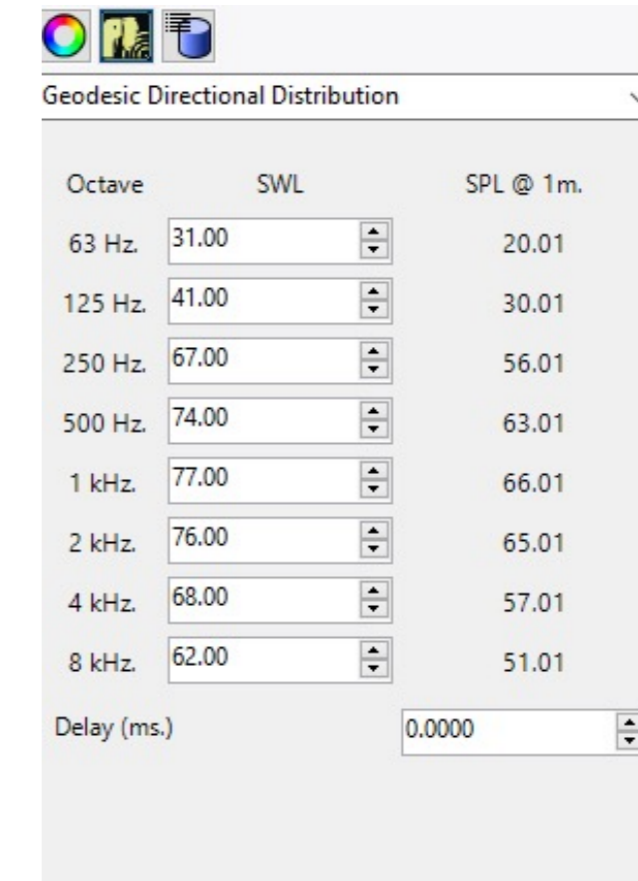 Geodesic Directional Distribution
Octave SWL SPL @ 1m.
63 Hz. 31.00 20.01
125 Hz. 41.00 30.01
250 Hz. 67.00 56.01
500 Hz. 74.00 63.01
1 kHz. 77.00 66.01
2 kHz. 76.00 65.01
4 kHz. 68.00 57.01
8 kHz. 62.00 51.01
Delay (ms.) 0.0000